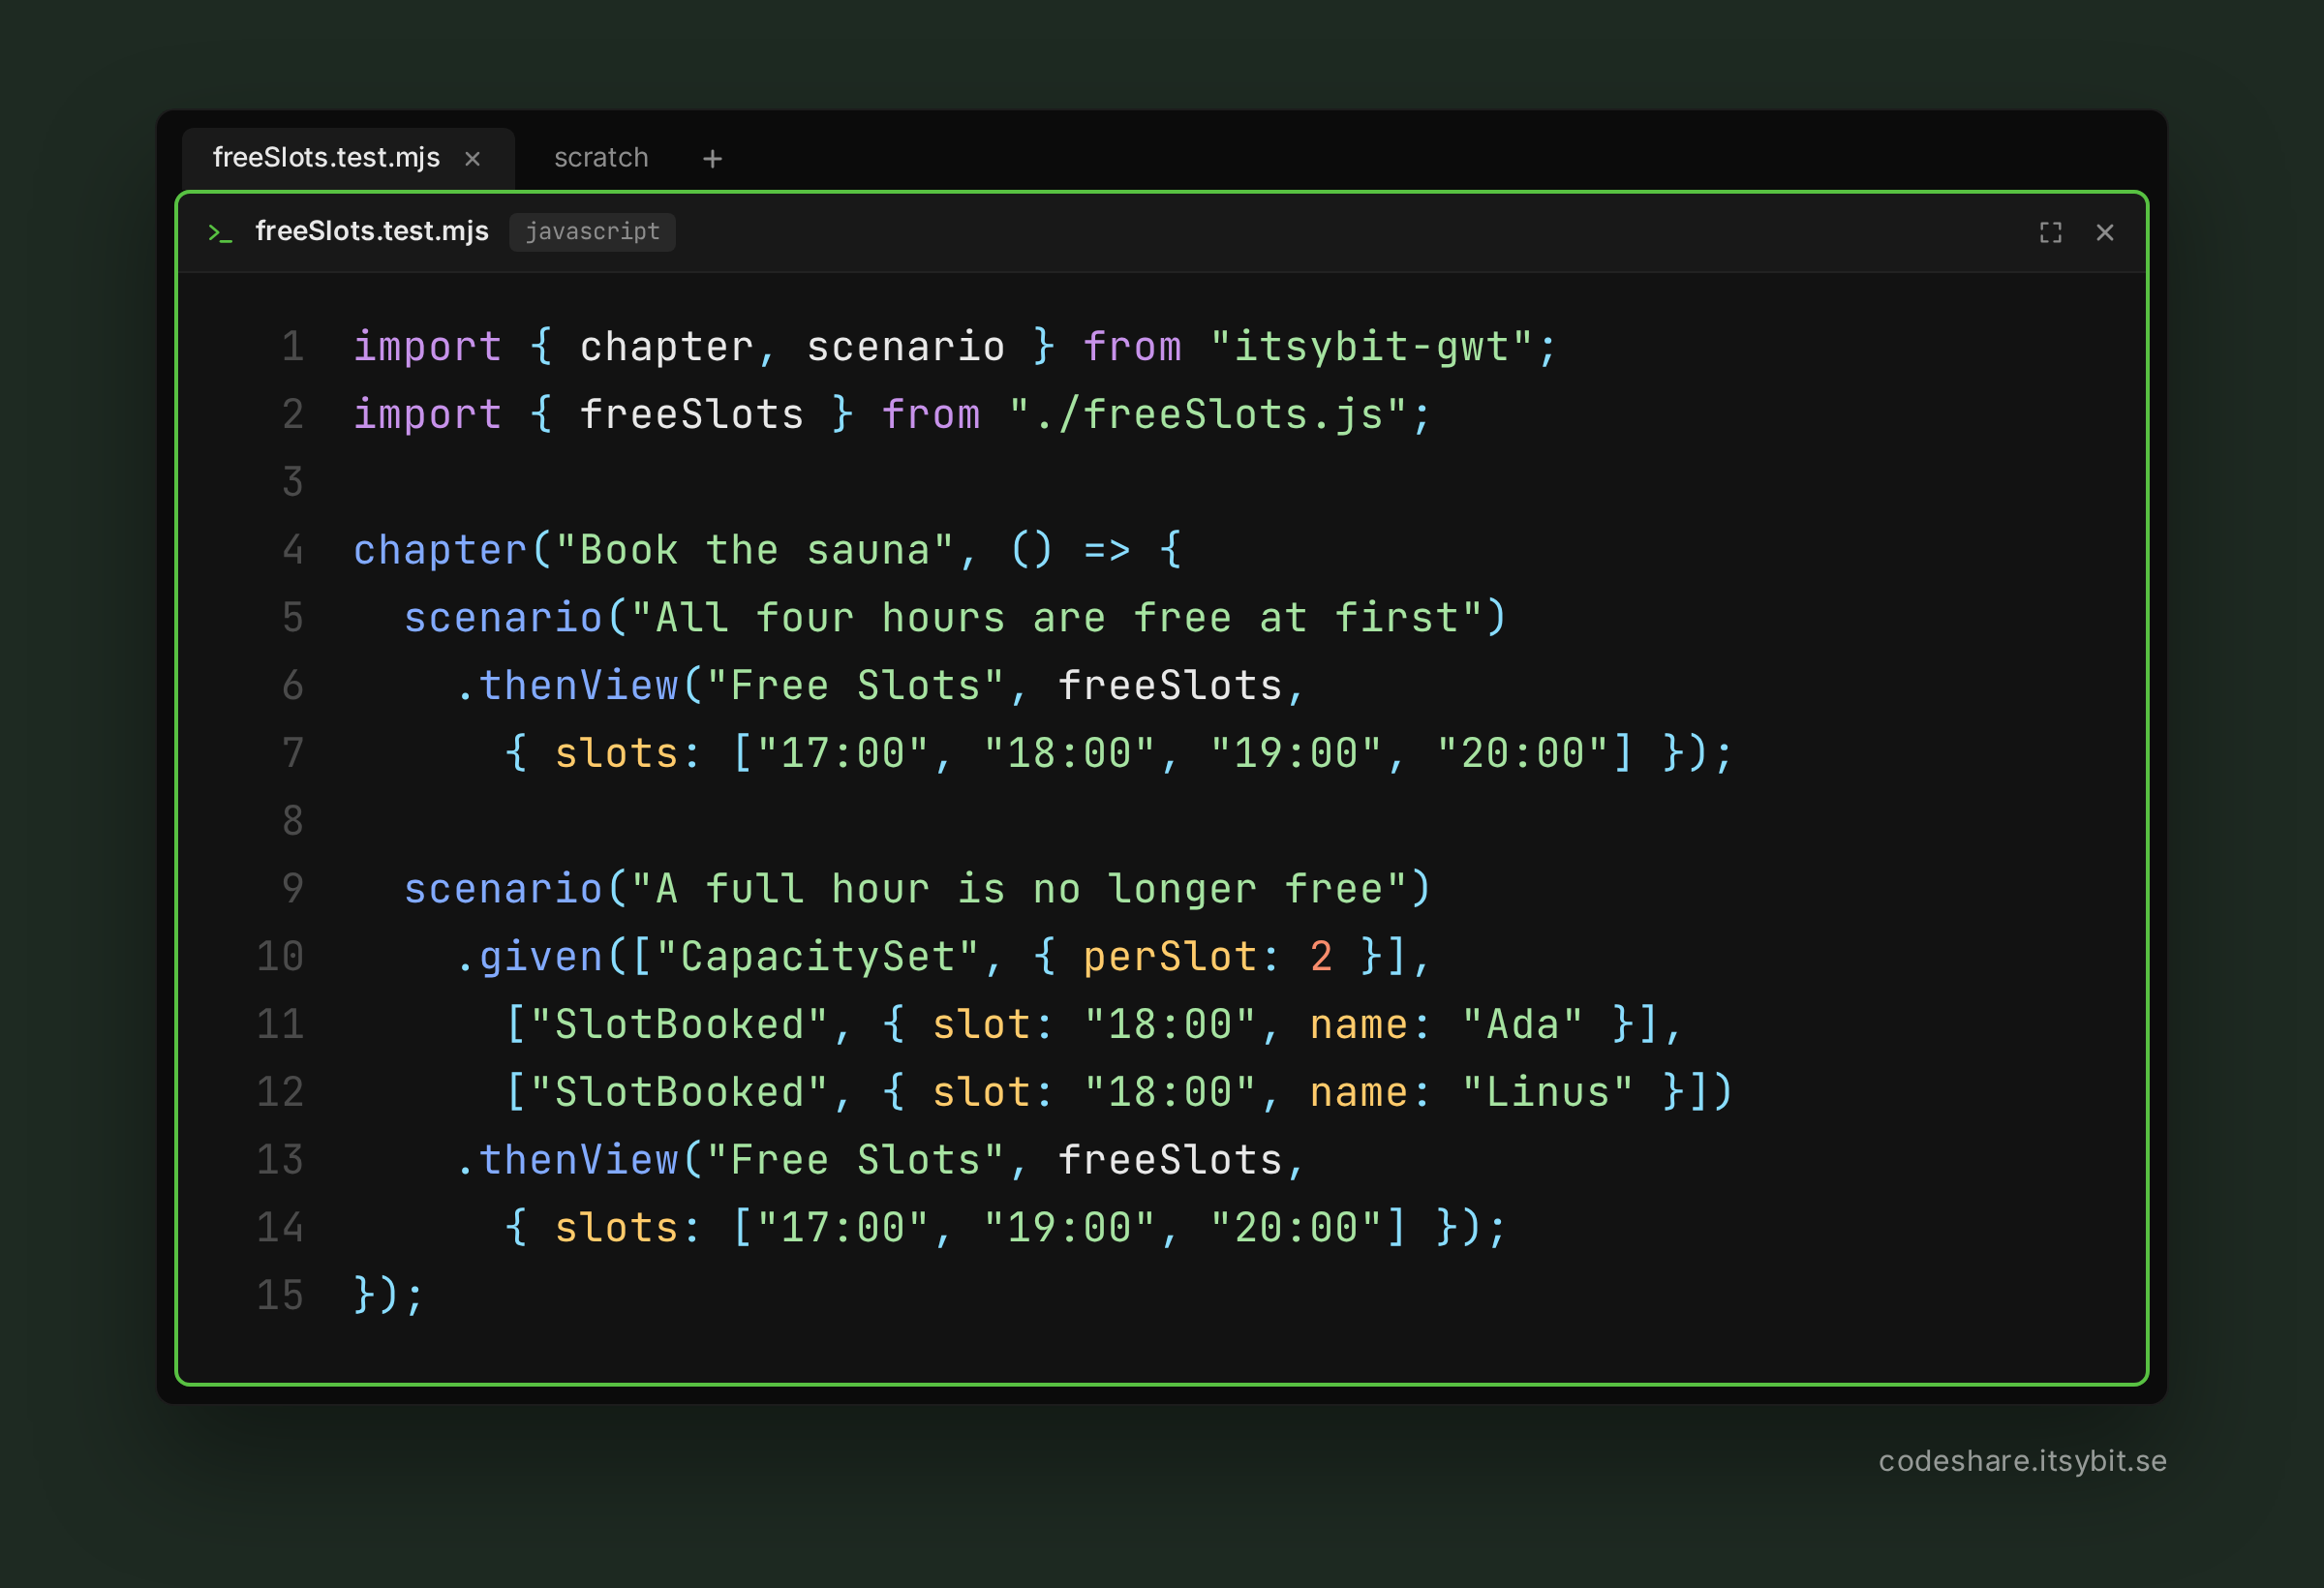 freeSlots.test.mjs × scratch +
>_ freeSlots.test.mjs javascript
1 import { chapter, scenario } from "itsybit-gwt";
2 import { freeSlots } from "./freeSlots.js";
3
4 chapter("Book the sauna", () => {
5   scenario("All four hours are free at first")
6     .thenView("Free Slots", freeSlots,
7       { slots: ["17:00", "18:00", "19:00", "20:00"] });
8
9   scenario("A full hour is no longer free")
10     .given(["CapacitySet", { perSlot: 2 }],
11       ["SlotBooked", { slot: "18:00", name: "Ada" }],
12       ["SlotBooked", { slot: "18:00", name: "Linus" }])
13     .thenView("Free Slots", freeSlots,
14       { slots: ["17:00", "19:00", "20:00"] });
15 });
codeshare.itsybit.se